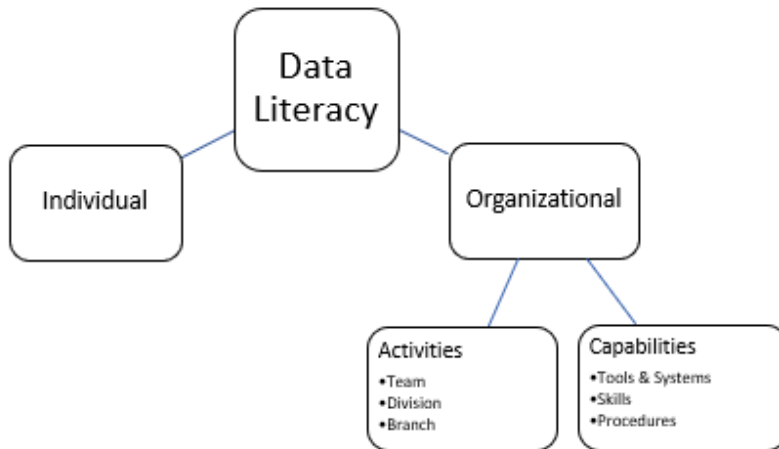 Data
Literacy
Individual
Organizational
Activities
•Team
•Division
•Branch
Capabilities
•Tools & Systems
•Skills
•Procedures